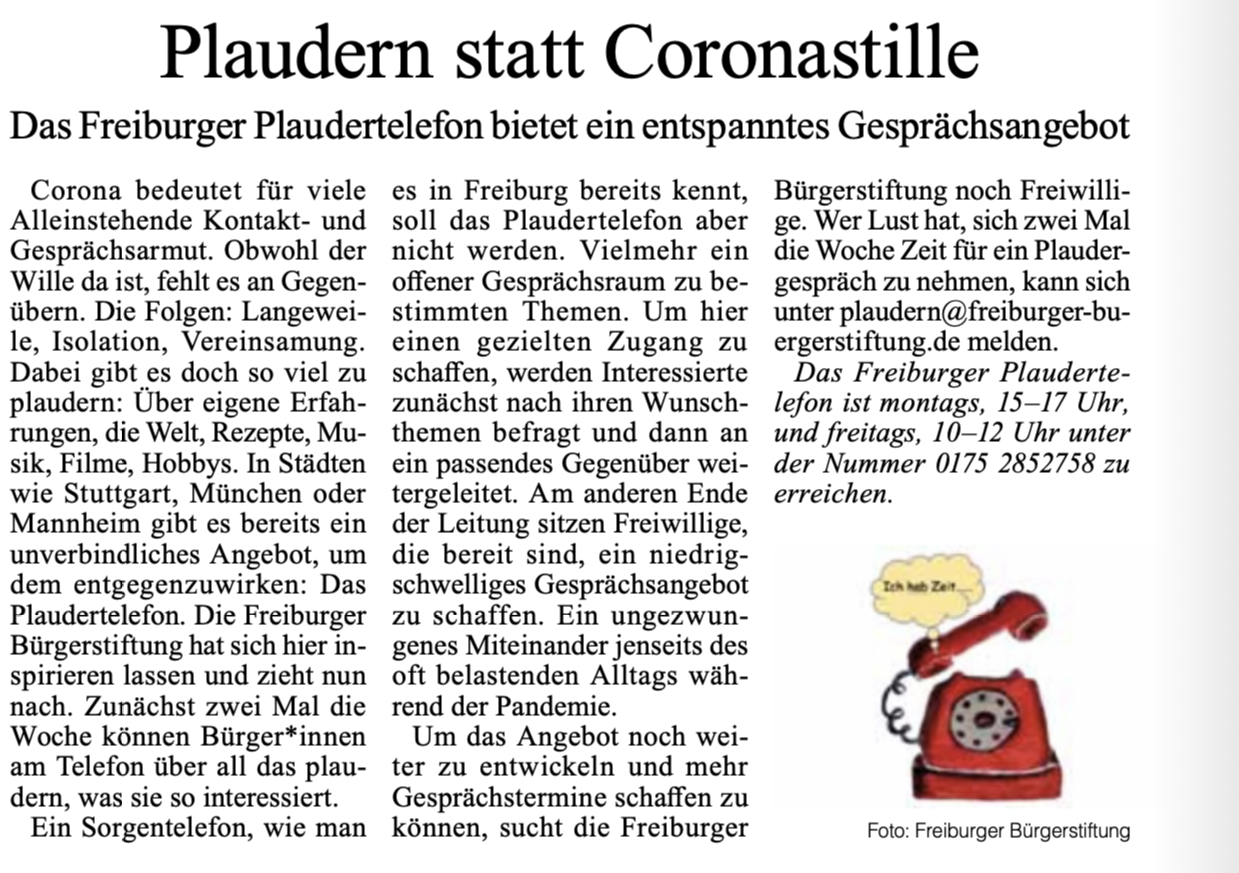 Plaudern statt Coronastille
Das Freiburger Plaudertelefon bietet ein entspanntes Gesprächsangebot
Corona bedeutet für viele
Alleinstehende Kontakt- und
Gesprächsarmut. Obwohl der
Wille da ist, fehlt es an Gegen-
übern. Die Folgen: Langewei-
le, Isolation, Vereinsamung.
Dabei gibt es doch so viel zu
plaudern: Über eigene Erfah-
rungen, die Welt, Rezepte, Mu-
sik, Filme, Hobbys. In Städten
wie Stuttgart, München oder
Mannheim gibt es bereits ein
unverbindliches Angebot, um
dem entgegenzuwirken: Das
Plaudertelefon. Die Freiburger
Bürgerstiftung hat sich hier in-
spirieren lassen und zieht nun
nach. Zunächst zwei Mal die
Woche können Bürger*innen
am Telefon über all das plau-
dern, was sie so interessiert.
Ein Sorgentelefon, wie man
es in Freiburg bereits kennt,
soll das Plaudertelefon aber
nicht werden. Vielmehr ein
offener Gesprächsraum zu be-
stimmten Themen. Um hier
einen gezielten Zugang zu
schaffen, werden Interessierte
zunächst nach ihren Wunsch-
themen befragt und dann an
ein passendes Gegenüber wei-
tergeleitet. Am anderen Ende
der Leitung sitzen Freiwillige,
die bereit sind, ein niedrig-
schwelliges Gesprächsangebot
zu schaffen. Ein ungezwun-
genes Miteinander jenseits des
oft belastenden Alltags wäh-
rend der Pandemie.
Um das Angebot noch wei-
ter zu entwickeln und mehr
Gesprächstermine schaffen zu
können, sucht die Freiburger
Bürgerstiftung noch Freiwilli-
ge. Wer Lust hat, sich zwei Mal
die Woche Zeit für ein Plauder-
gespräch zu nehmen, kann sich
unter plaudern@freiburger-bu-
ergerstiftung.de melden.
Das Freiburger Plauderte-
lefon ist montags, 15–17 Uhr,
und freitags, 10–12 Uhr unter
der Nummer 0175 2852758 zu
erreichen.
Ich hab Zeit...
Foto: Freiburger Bürgerstiftung